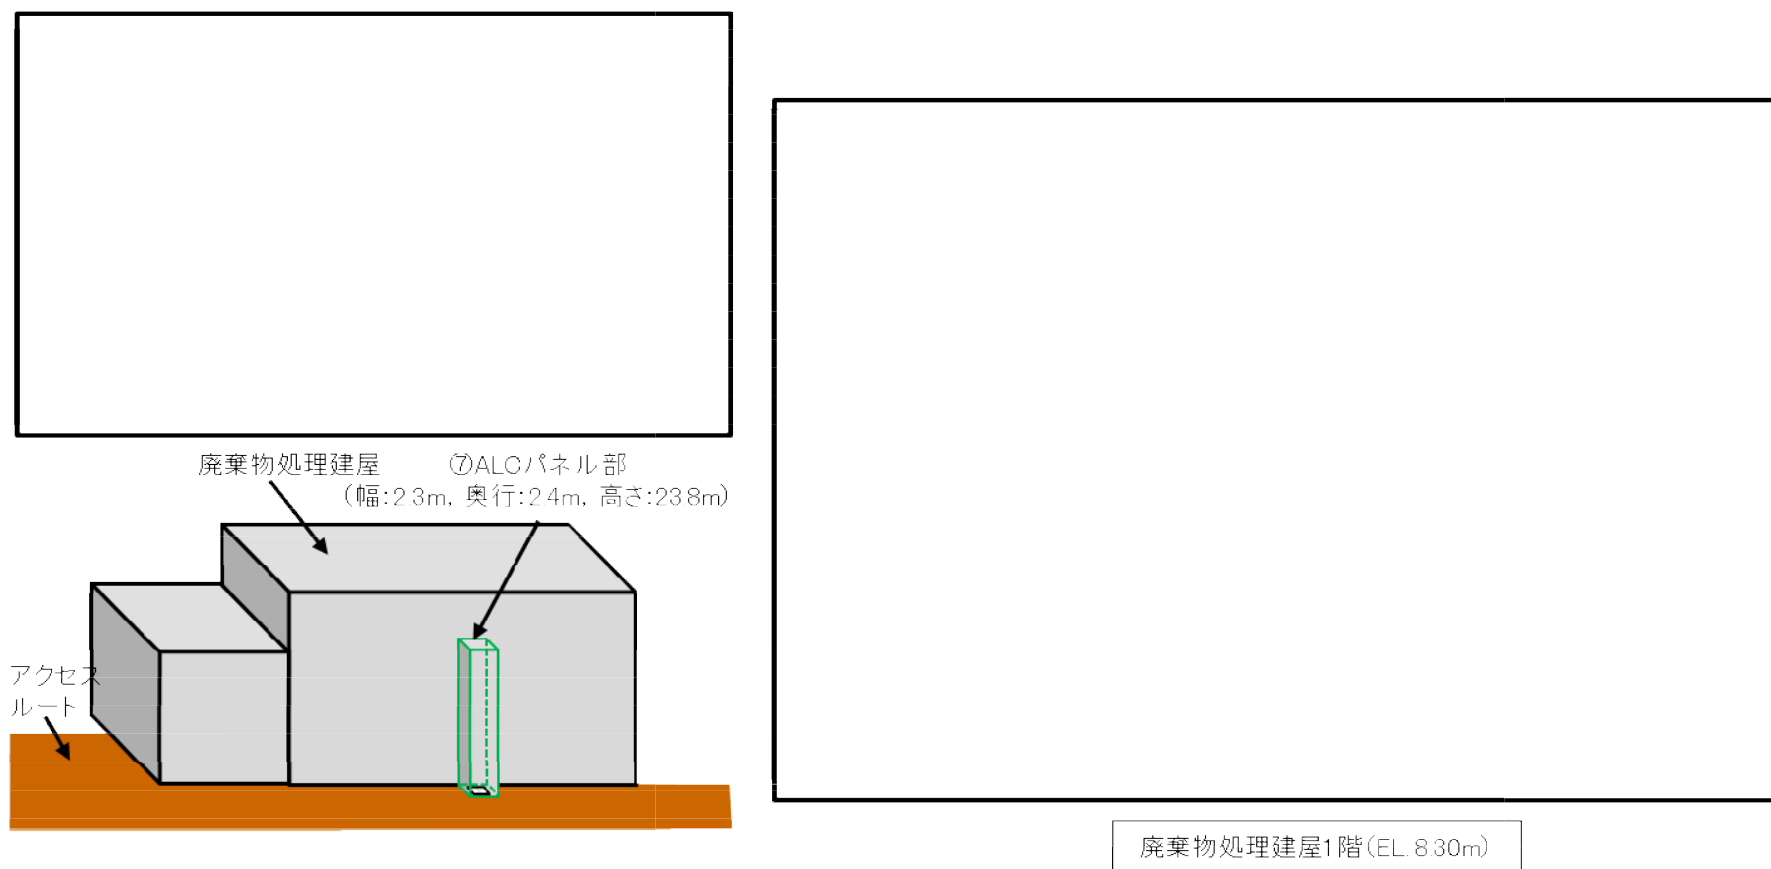 廃棄物処理建屋
⑦ALCパネル部
(幅:2.3m, 奥行:2.4m, 高さ:23.8m)
アクセス
ルート
廃棄物処理建屋1階(EL.8.30m)